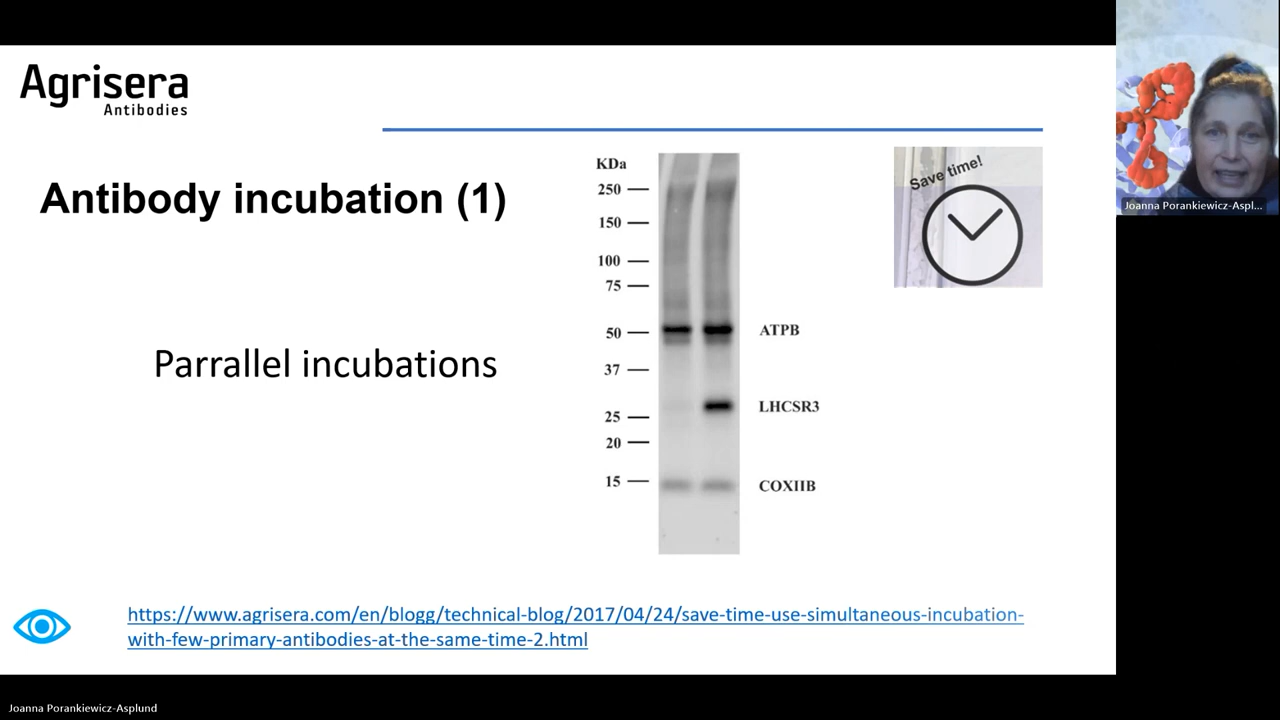 Agrisera
Antibodies
Antibody incubation (1)
Parrallel incubations
KDa
250
150
100
75
50
37
25
20
15
ATPB
LHCSR3
COXIIB
Save time!
https://www.agrisera.com/en/blogg/technical-blog/2017/04/24/save-time-use-simultaneous-incubation-
with-few-primary-antibodies-at-the-same-time-2.html
Joanna Porankiewicz-Aspl...
Joanna Porankiewicz-Asplund